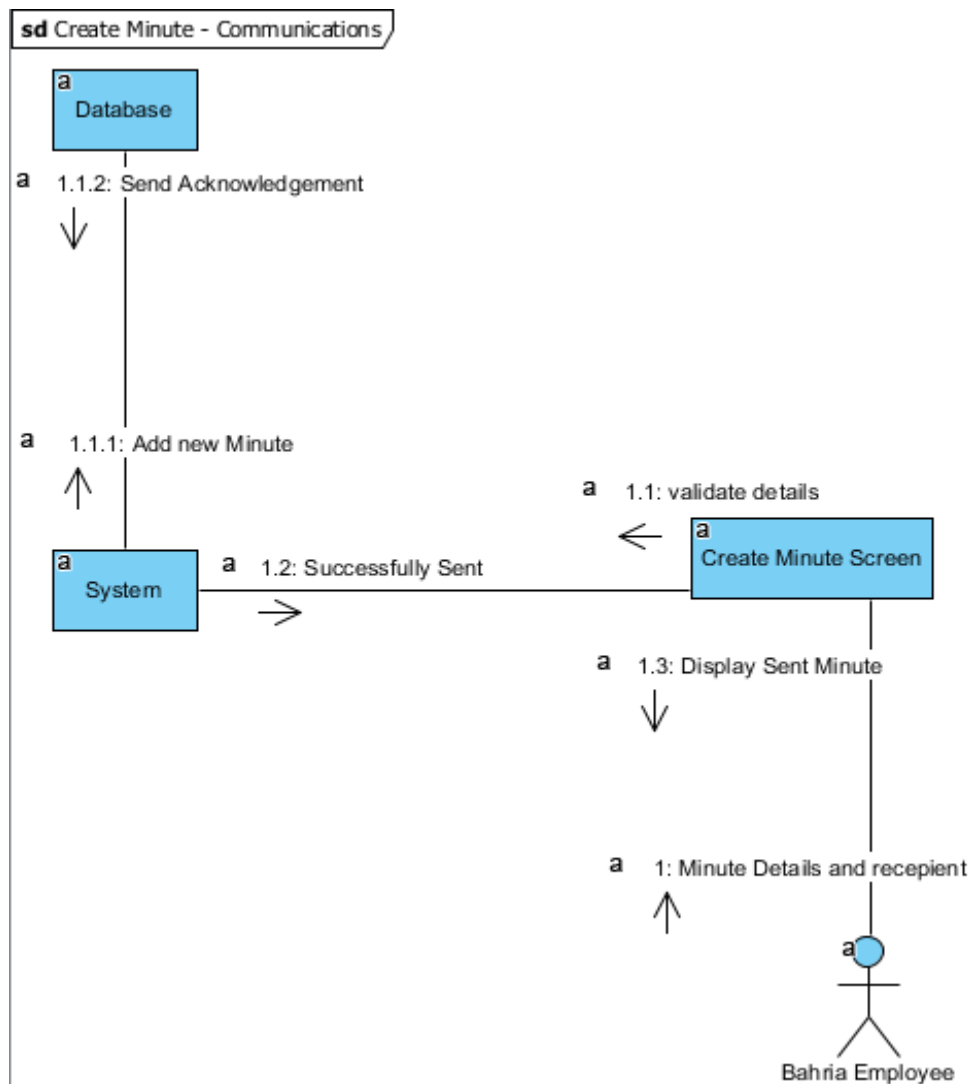 sd Create Minute - Communications
a
Database
a 1.1.2: Send Acknowledgement
a 1.1.1: Add new Minute
a 1.1: validate details
a
System
a 1.2: Successfully Sent
a
Create Minute Screen
a 1.3: Display Sent Minute
a 1: Minute Details and recepient
a
Bahria Employee